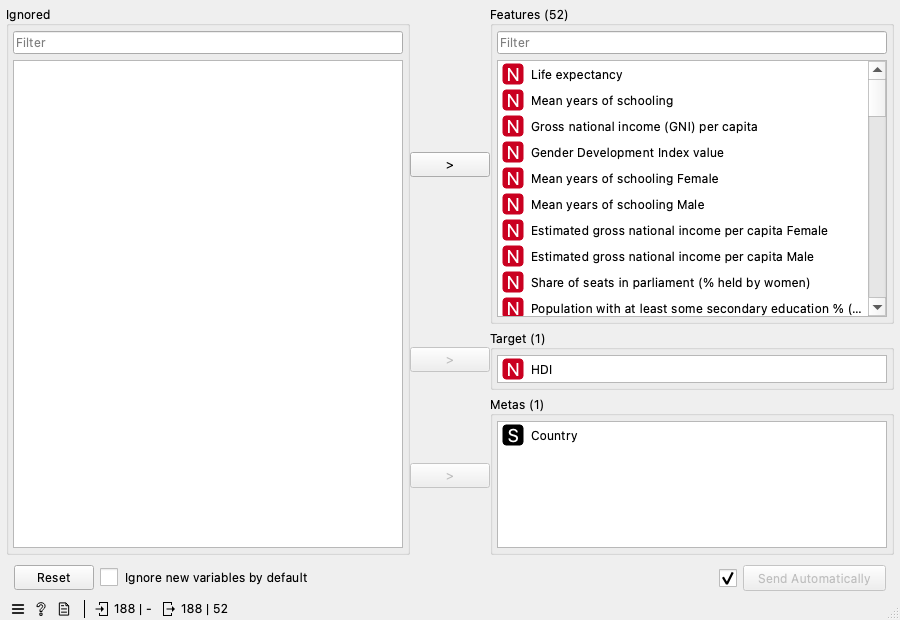 Ignored
Filter
>
>
>
Features (52)
Filter
N Life expectancy
N Mean years of schooling
N Gross national income (GNI) per capita
N Gender Development Index value
N Mean years of schooling Female
N Mean years of schooling Male
N Estimated gross national income per capita Female
N Estimated gross national income per capita Male
N Share of seats in parliament (% held by women)
N Population with at least some secondary education % (...
Target (1)
N HDI
Metas (1)
S Country
Reset
Ignore new variables by default
Send Automatically
? 188 | - 188 | 52